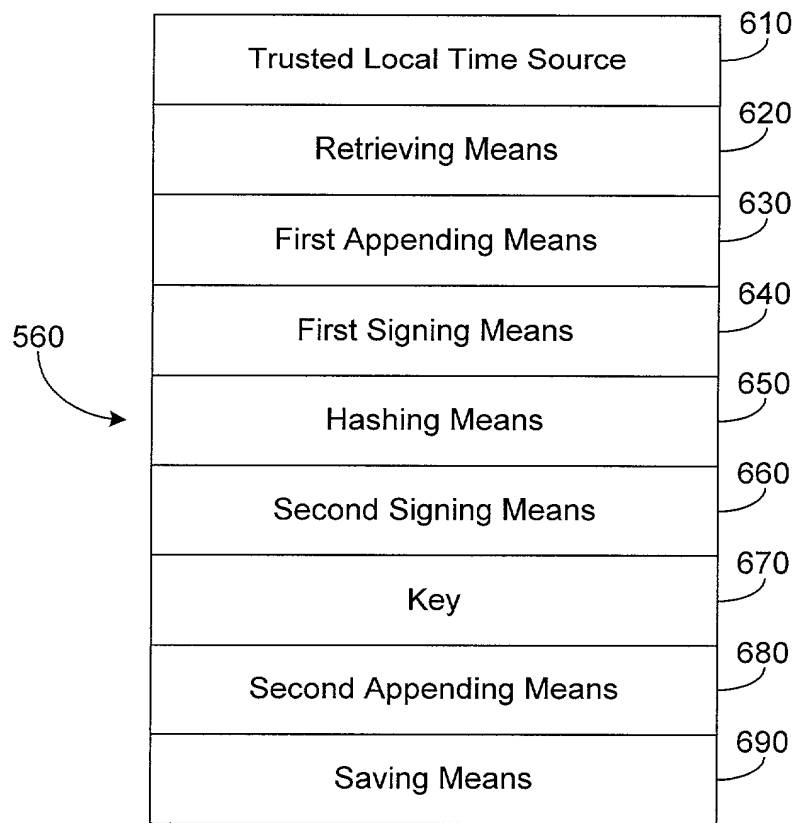 610
Trusted Local Time Source
620
Retrieving Means
630
First Appending Means
640
First Signing Means
560
650
Hashing Means
660
Second Signing Means
670
Key
680
Second Appending Means
690
Saving Means